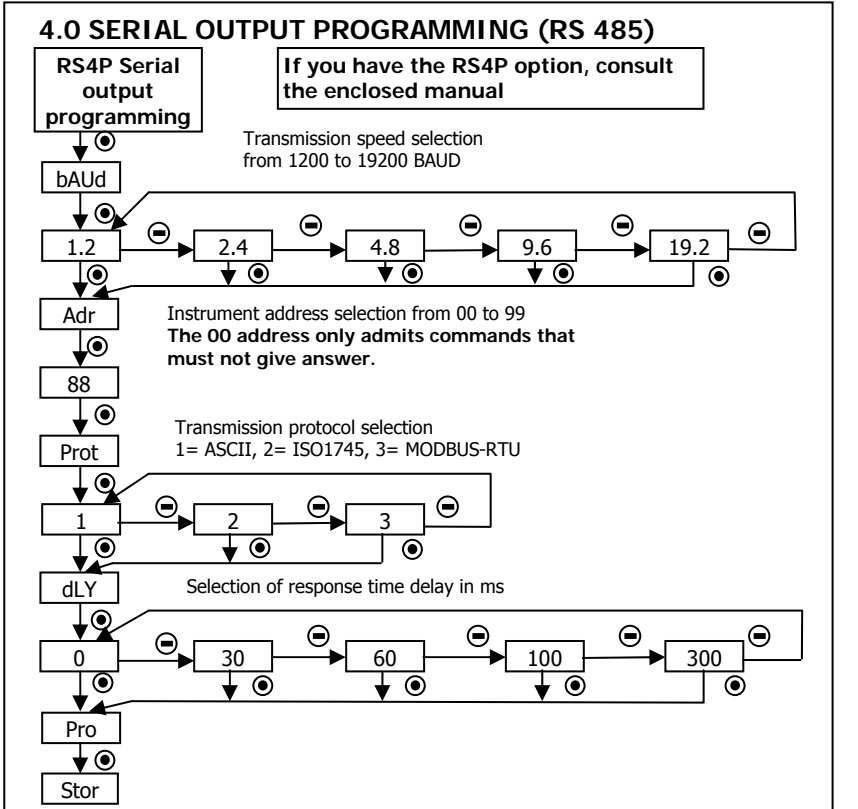 4.0 SERIAL OUTPUT PROGRAMMING (RS 485)
RS4P Serial
output
programming
If you have the RS4P option, consult
the enclosed manual
Transmission speed selection
from 1200 to 19200 BAUD
bAUd
1.2 2.4 4.8 9.6 19.2
Adr
Instrument address selection from 00 to 99
The 00 address only admits commands that
must not give answer.
88
Transmission protocol selection
1= ASCII, 2= ISO1745, 3= MODBUS-RTU
Prot
1 2 3
dLY
Selection of response time delay in ms
0 30 60 100 300
Pro
Stor